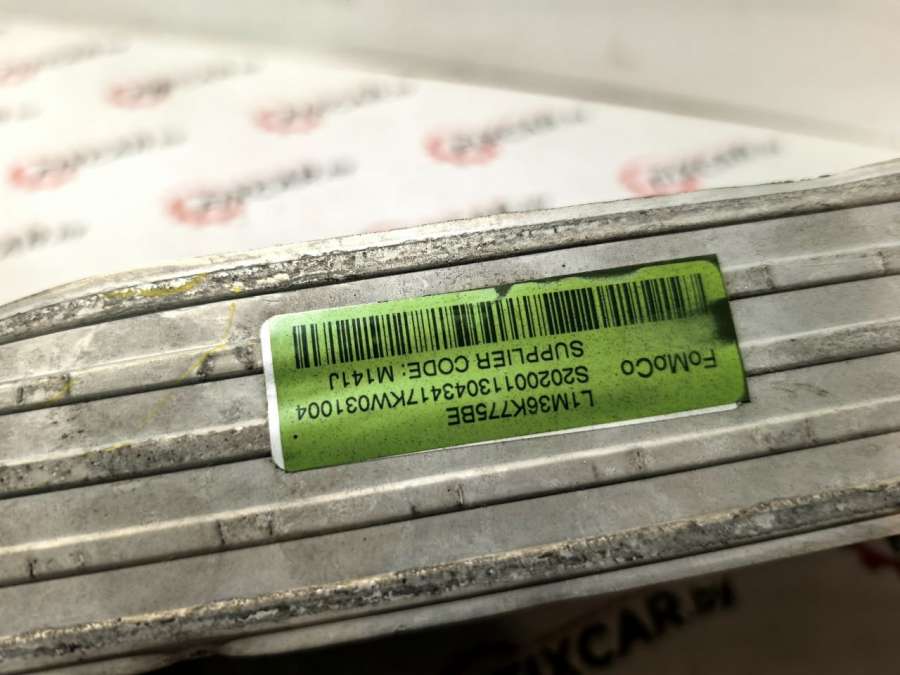 L1M36K775BE
S20200113043417KW031004
FoMoCo
SUPPLIER CODE: M141J